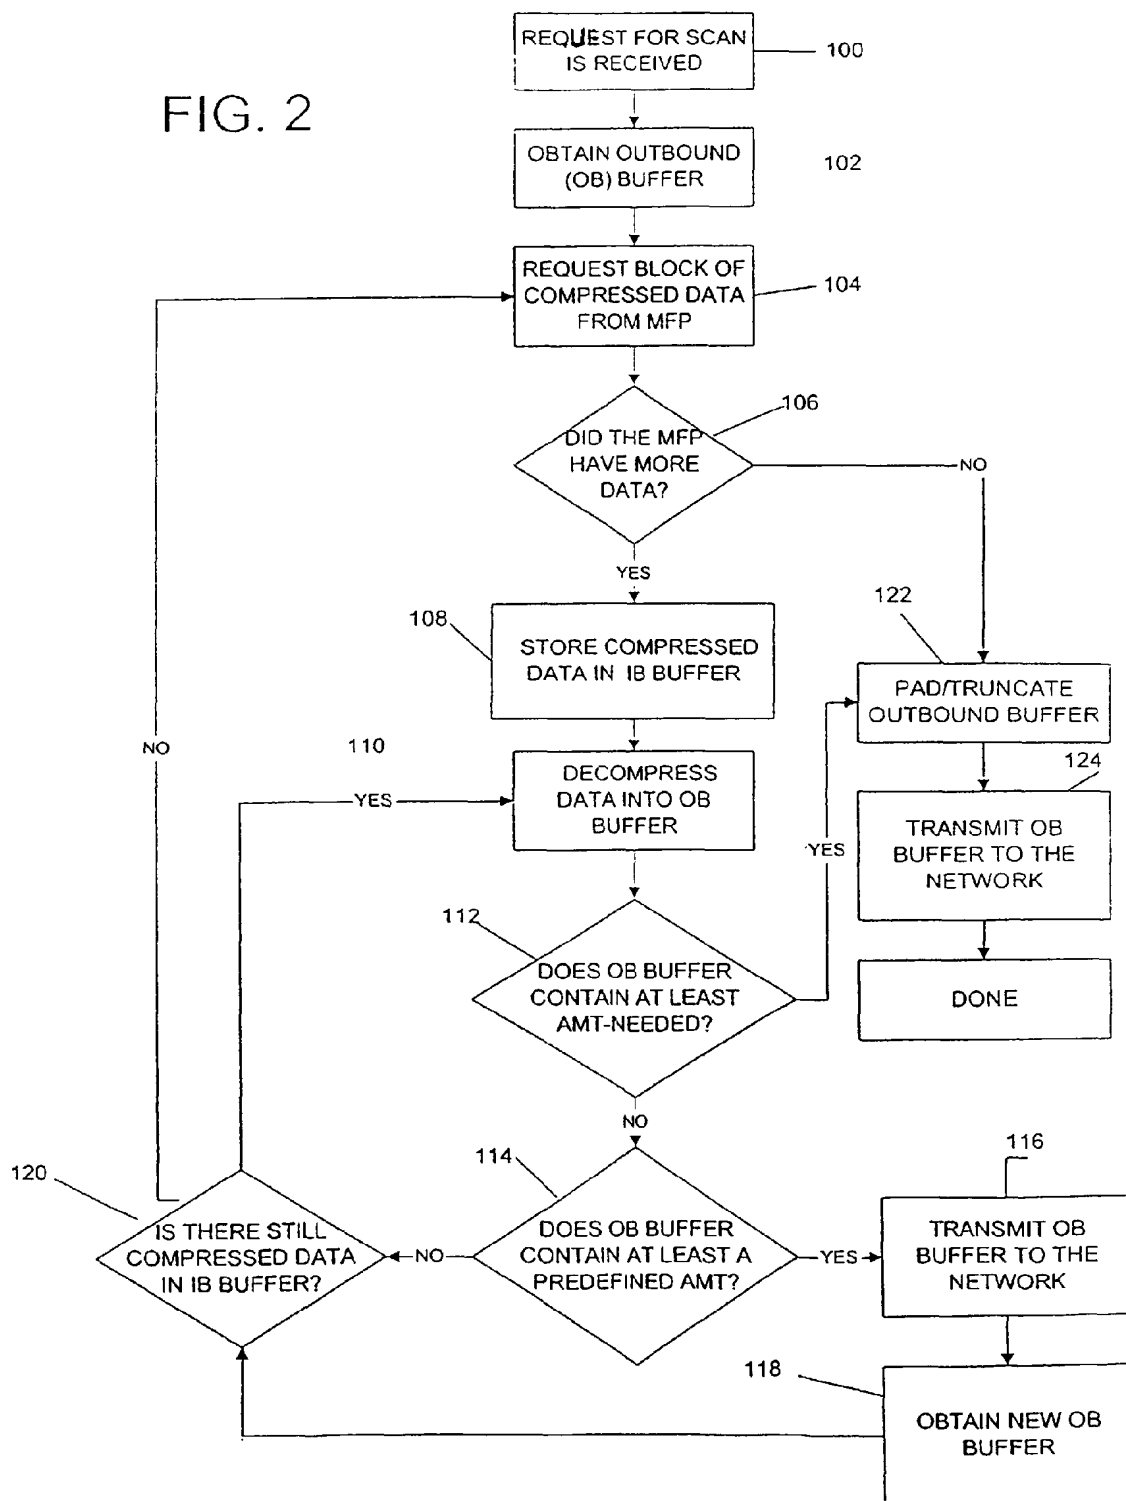 REQUEST FOR SCAN
IS RECEIVED
100
FIG. 2
OBTAIN OUTBOUND
(OB) BUFFER
102
REQUEST BLOCK OF
COMPRESSED DATA
FROM MFP
104
106
DID THE MFP
HAVE MORE
DATA?
NO
YES
108
STORE COMPRESSED
DATA IN IB BUFFER
122
PAD/TRUNCATE
OUTBOUND BUFFER
NO
110
YES
DECOMPRESS
DATA INTO OB
BUFFER
124
TRANSMIT OB
BUFFER TO THE
NETWORK
YES
112
DOES OB BUFFER
CONTAIN AT LEAST
AMT-NEEDED?
DONE
NO
114
DOES OB BUFFER
CONTAIN AT LEAST A
PREDEFINED AMT?
NO
YES
116
TRANSMIT OB
BUFFER TO THE
NETWORK
120
IS THERE STILL
COMPRESSED DATA
IN IB BUFFER?
118
OBTAIN NEW OB
BUFFER